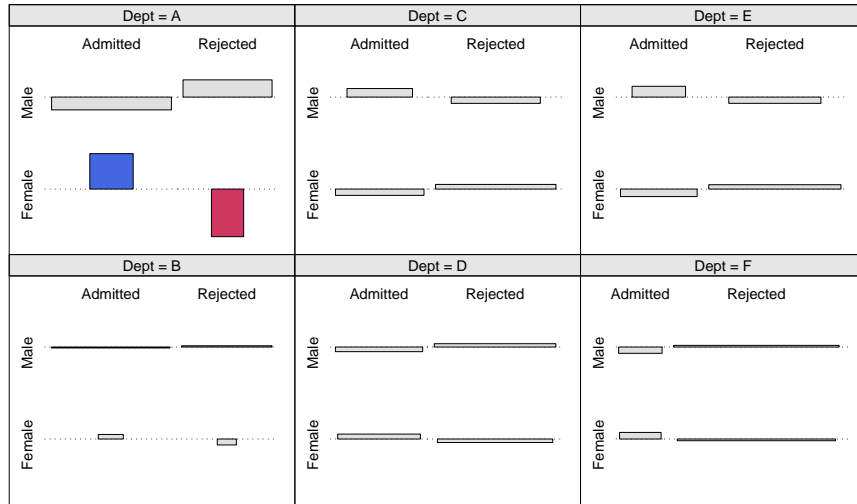 Dept = A
Admitted Rejected
Male
Female
Dept = C
Admitted Rejected
Male
Female
Dept = E
Admitted Rejected
Male
Female
Dept = B
Admitted Rejected
Male
Female
Dept = D
Admitted Rejected
Male
Female
Dept = F
Admitted Rejected
Male
Female